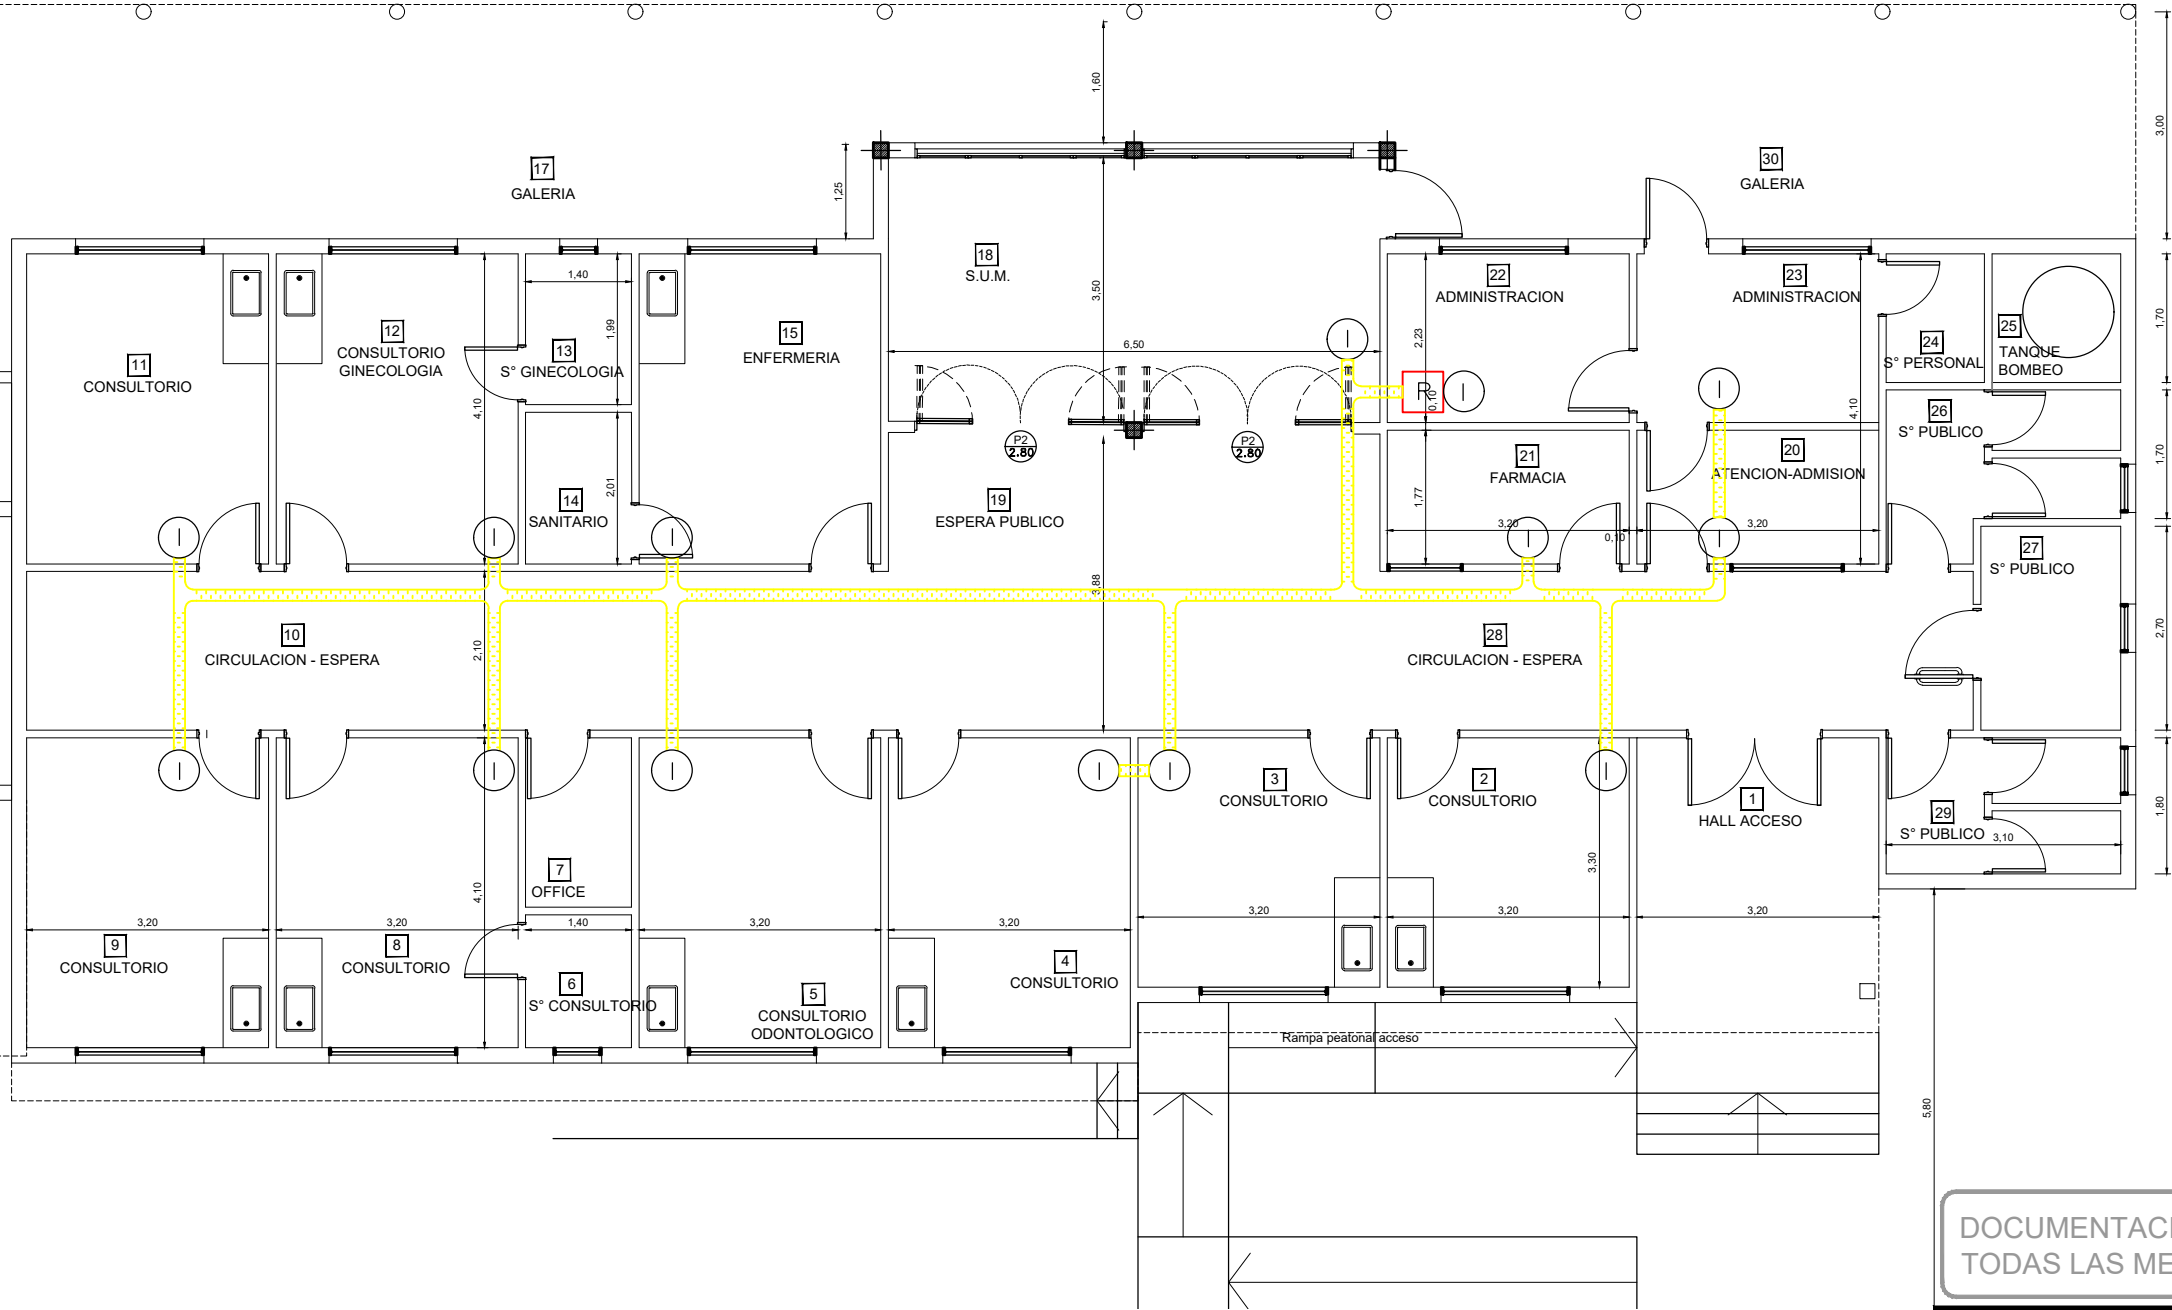 1,60
3,00
17
GALERIA
1,25
30
GALERIA
18
S.U.M.
3,50
6,50
1,40
1,99
11
CONSULTORIO
12
CONSULTORIO
GINECOLOGIA
4,10
13
S° GINECOLOGIA
15
ENFERMERIA
22
ADMINISTRACION
2,23
23
ADMINISTRACION
4,10
24
S° PERSONAL
25
TANQUE
BOMBEO
1,70
I
R
0,10
I
I
26
S° PUBLICO
1,70
P2
2.80
P2
2.80
14
SANITARIO
2,01
19
ESPERA PUBLICO
3,88
21
FARMACIA
1,77
3,20
0,10
20
ATENCION-ADMISION
3,20
I
I
I
I
I
27
S° PUBLICO
2,70
10
CIRCULACION - ESPERA
2,10
28
CIRCULACION - ESPERA
I
I
I
I
I
I
3
CONSULTORIO
2
CONSULTORIO
1
HALL ACCESO
29
S° PUBLICO
3,10
1,80
7
OFFICE
4,10
3,30
3,20
3,20
1,40
3,20
3,20
3,20
3,20
3,20
9
CONSULTORIO
8
CONSULTORIO
6
S° CONSULTORIO
5
CONSULTORIO
ODONTOLOGICO
4
CONSULTORIO
Rampa peatonal acceso
5,80
DOCUMENTACI
TODAS LAS ME